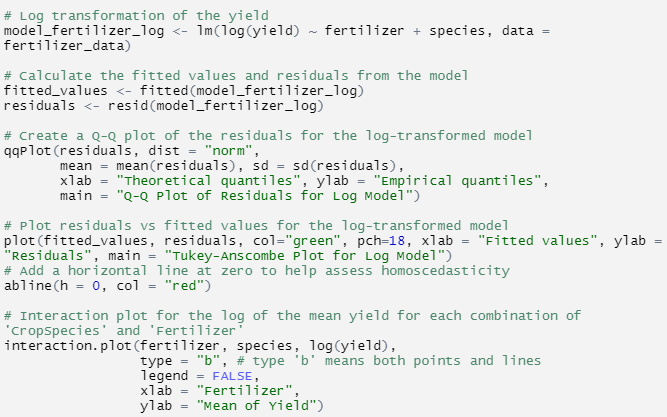 # Log transformation of the yield
model_fertilizer_log <- lm(log(yield) ~ fertilizer + species, data =
fertilizer_data)
# Calculate the fitted values and residuals from the model
fitted_values <- fitted(model_fertilizer_log)
residuals <- resid(model_fertilizer_log)
# Create a Q-Q plot of the residuals for the log-transformed model
qqPlot(residuals, dist = "norm",
       mean = mean(residuals), sd = sd(residuals),
       xlab = "Theoretical quantiles", ylab = "Empirical quantiles",
       main = "Q-Q Plot of Residuals for Log Model")
# Plot residuals vs fitted values for the log-transformed model
plot(fitted_values, residuals, col="green", pch=18, xlab = "Fitted values", ylab =
"Residuals", main = "Tukey-Anscombe Plot for Log Model")
# Add a horizontal line at zero to help assess homoscedasticity
abline(h = 0, col = "red")
# Interaction plot for the log of the mean yield for each combination of
'CropSpecies' and 'Fertilizer'
interaction.plot(fertilizer, species, log(yield),
                 type = "b", # type 'b' means both points and lines
                 legend = FALSE,
                 xlab = "Fertilizer",
                 ylab = "Mean of Yield")